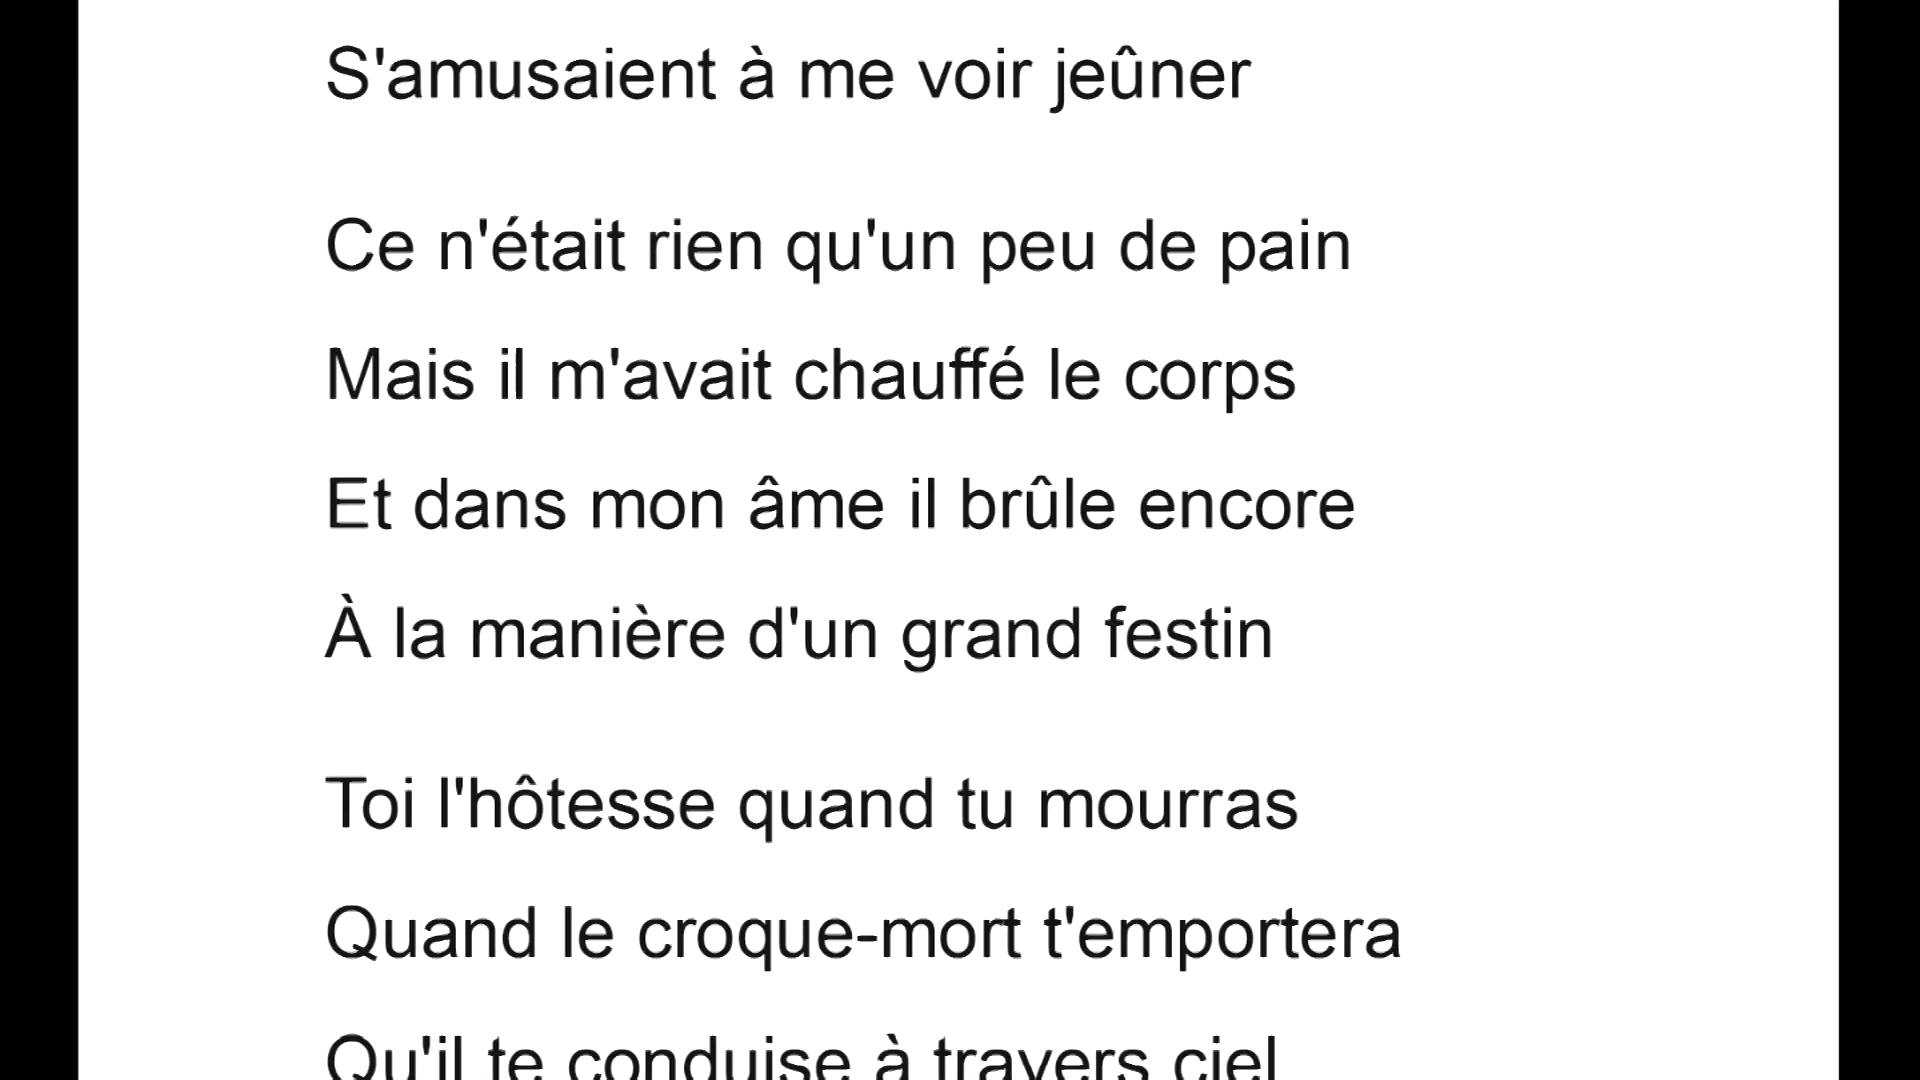 S'amusaient à me voir jeûner
Ce n'était rien qu'un peu de pain
Mais il m'avait chauffé le corps
Et dans mon âme il brûle encore
À la manière d'un grand festin
Toi l'hôtesse quand tu mourras
Quand le croque-mort t'emportera
Qu'il te conduise à travers ciel